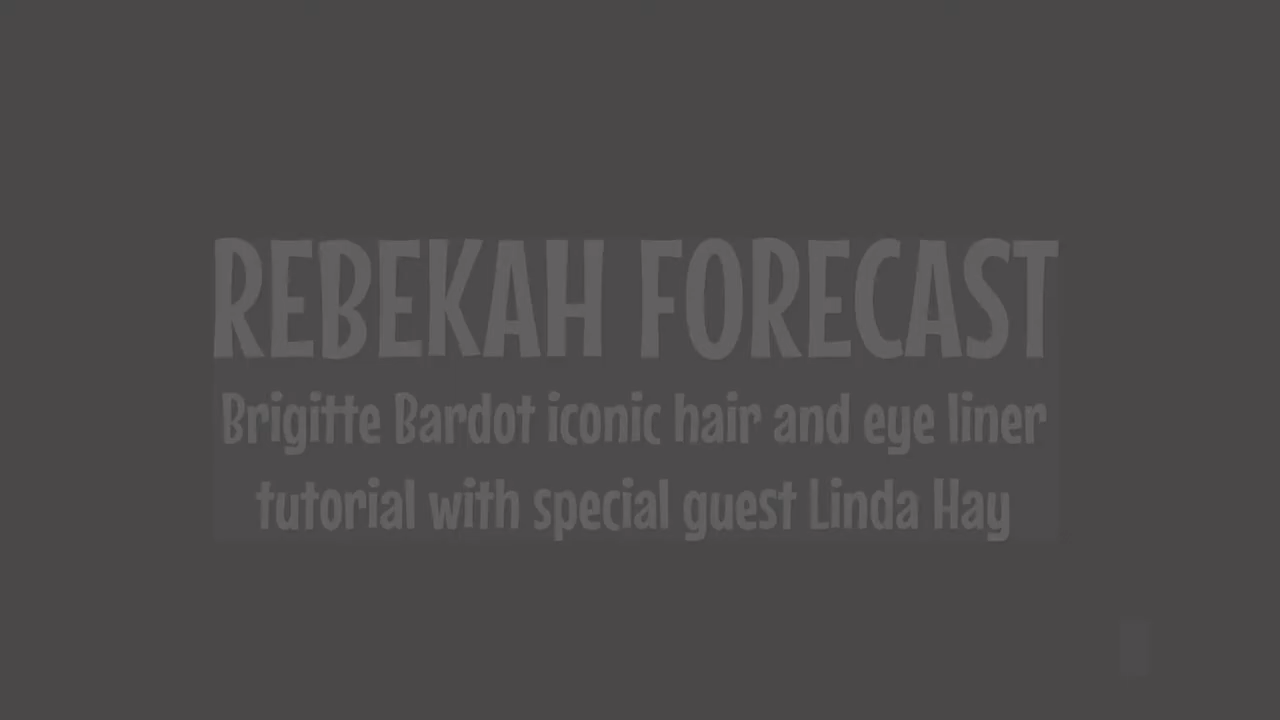 REBEKAH FORECAST
Brigitte Bardot iconic hair and eye liner
tutorial with special guest Linda Hay